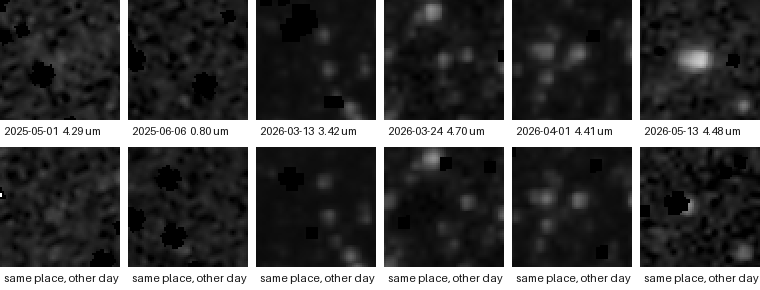 2025-05-01 4.29 um
2025-06-06 0.80 um
2026-03-13 3.42 um
2026-03-24 4.70 um
2026-04-01 4.41 um
2026-05-13 4.48 um
same place, other day
same place, other day
same place, other day
same place, other day
same place, other day
same place, other day